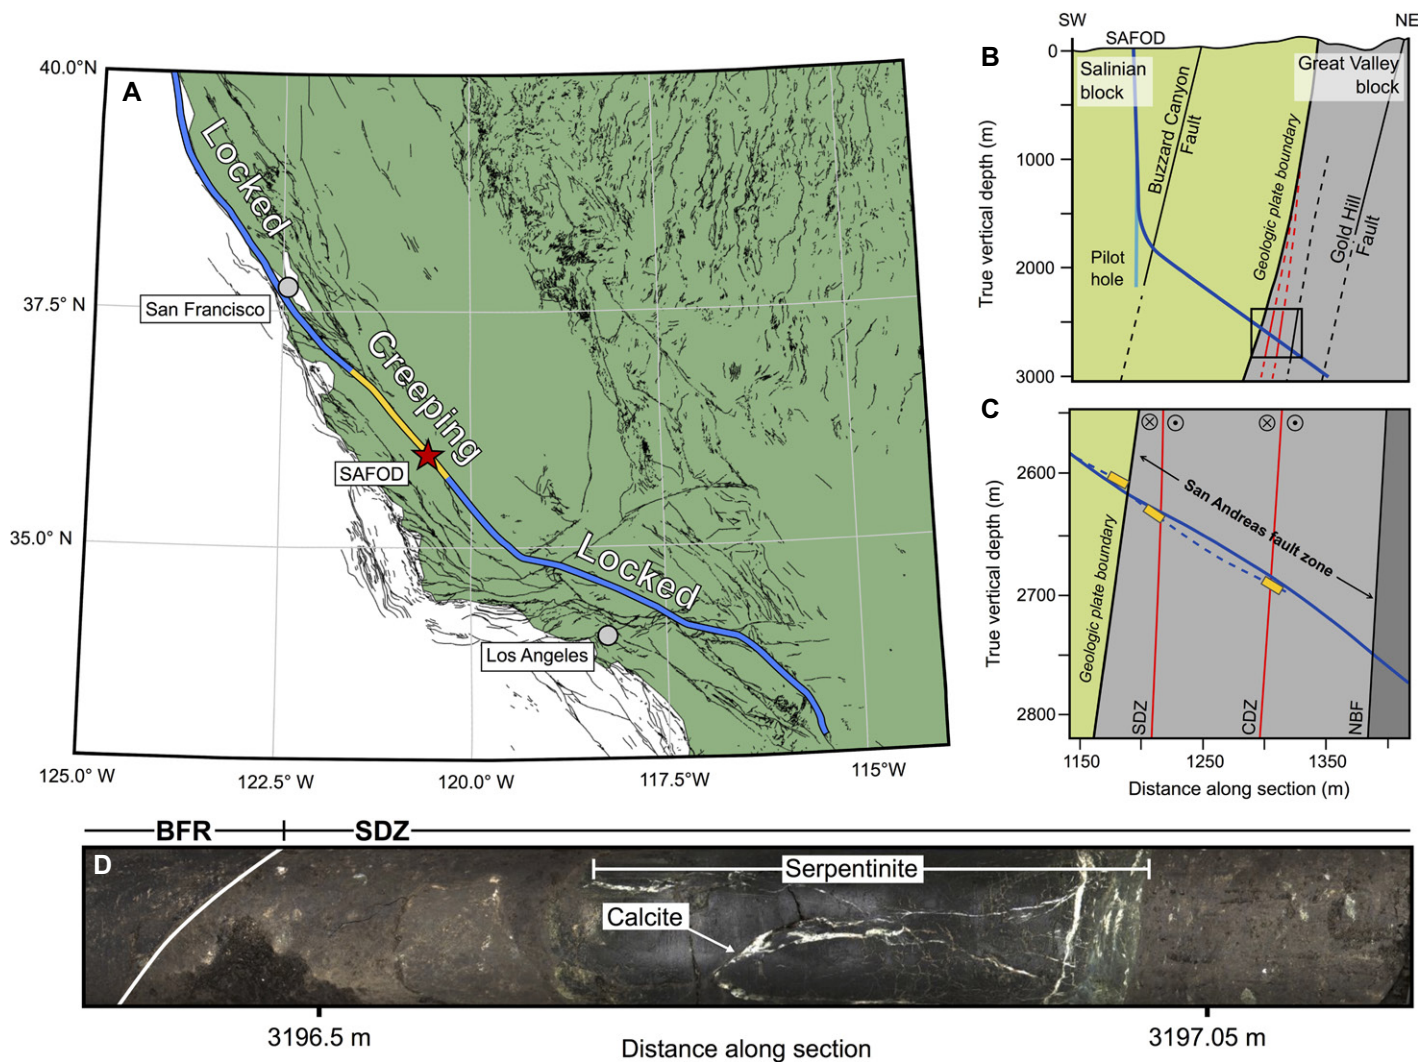 A
40.0°N
37.5° N
35.0° N
125.0° W
122.5°W
120.0°W
117.5°W
115°W
Locked
San Francisco
Creeping
SAFOD
Locked
Los Angeles
B
SW
NE
SAFOD
Salinian
block
Great Valley
block
Buzzard Canyon
Fault
Geologic plate boundary
Gold Hill
Fault
Pilot
hole
0
1000
2000
3000
True vertical depth (m)
C
2600
2700
2800
True vertical depth (m)
San Andreas fault zone
Geologic plate boundary
SDZ
CDZ
NBF
1150
1250
1350
Distance along section (m)
BFR
SDZ
D
Serpentinite
Calcite
3196.5 m
3197.05 m
Distance along section